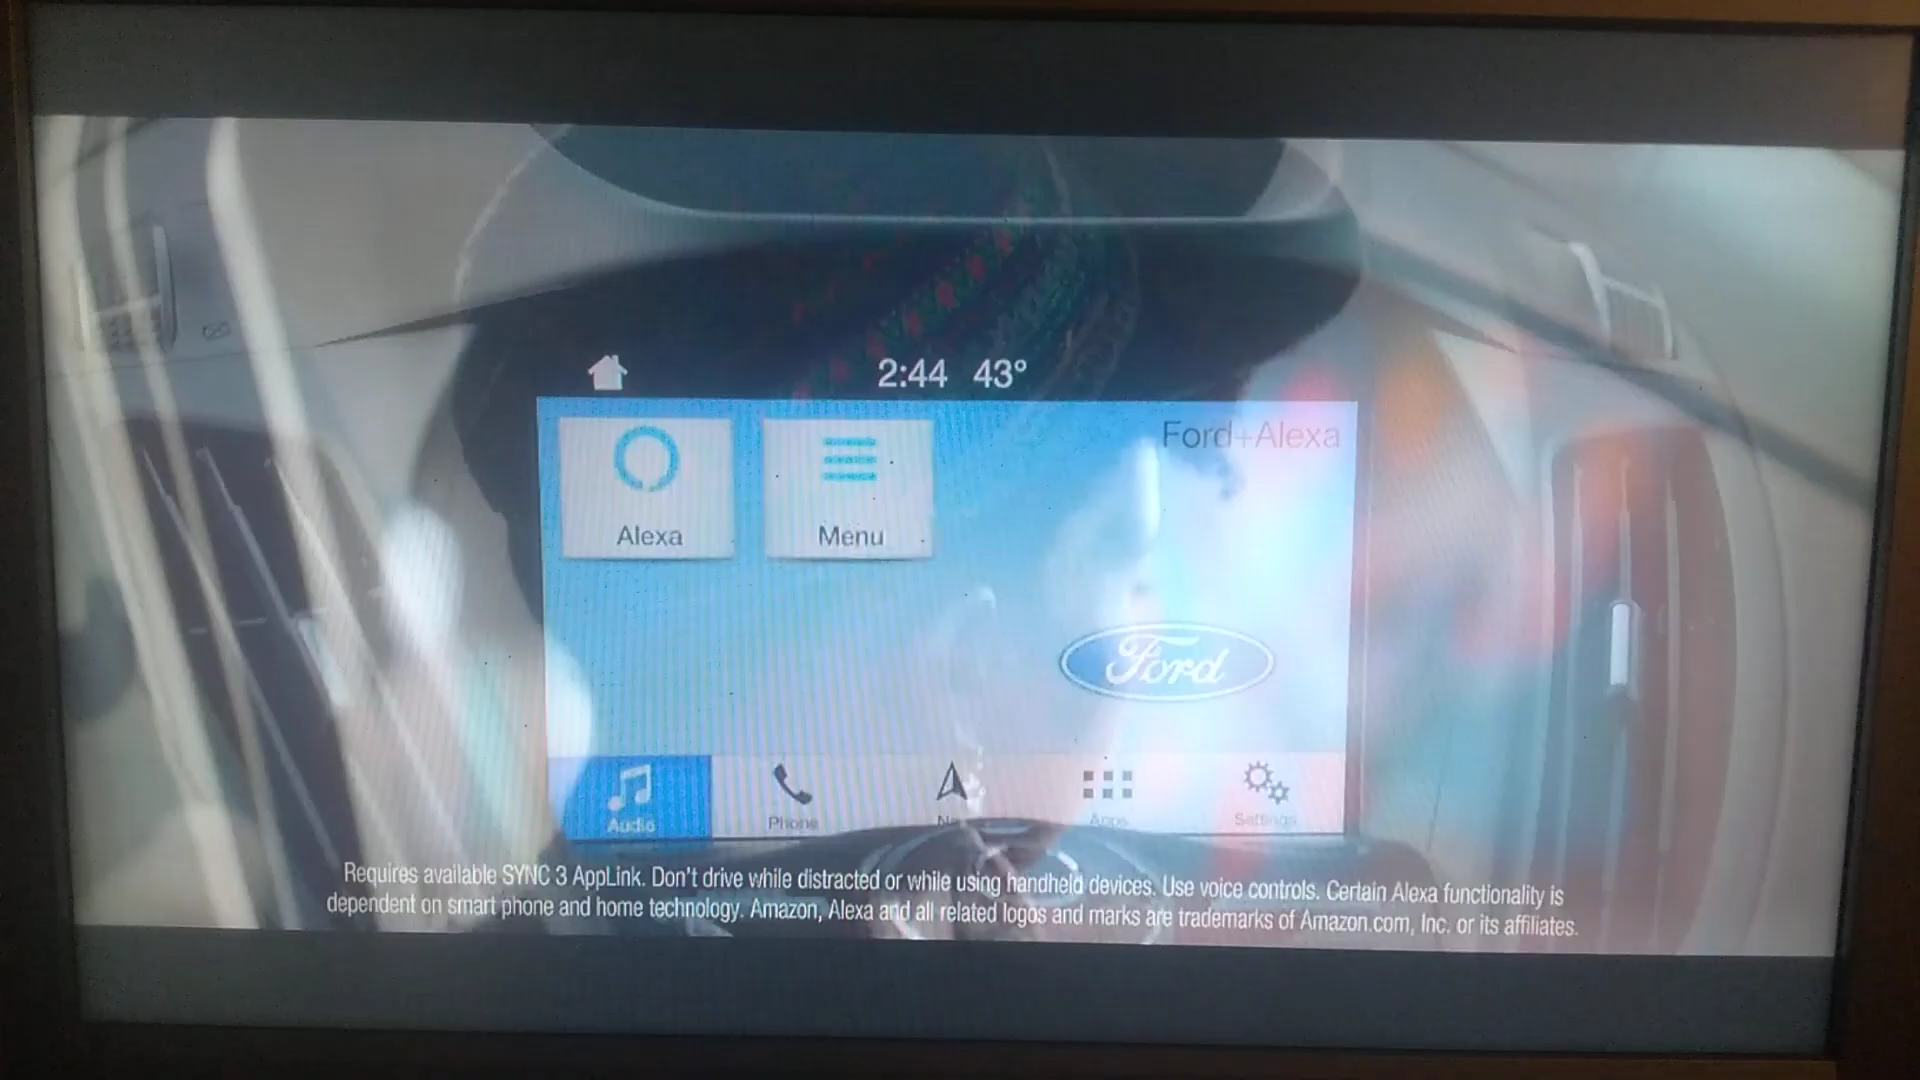 2:44 43°
Ford+Alexa
Alexa Menu
Ford
Audio Phone Apps Settings
Requires available SYNC 3 AppLink. Don't drive while distracted or while using handheld devices. Use voice controls. Certain Alexa functionality is
dependent on smart phone and home technology. Amazon, Alexa and all related logos and marks are trademarks of Amazon.com, Inc. or its affiliates.